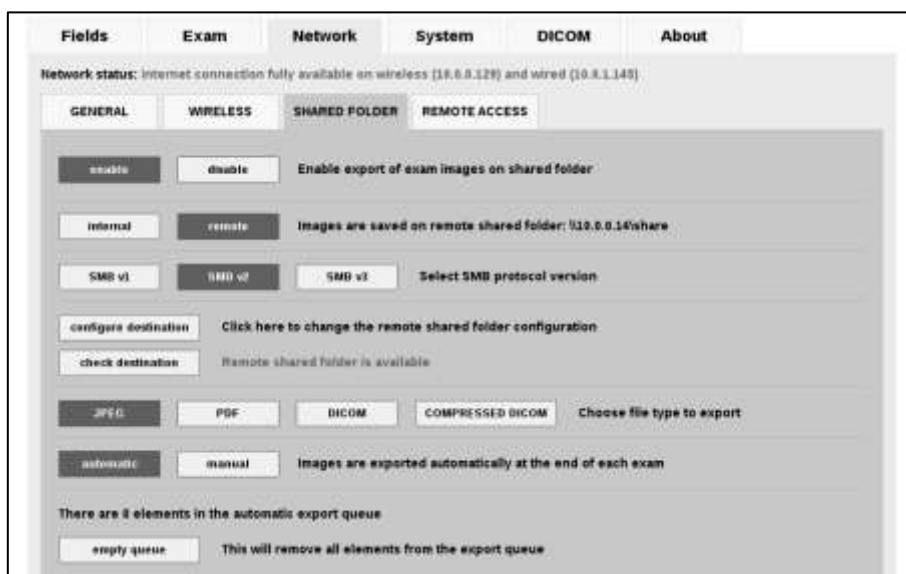 Fields Exam Network System DICOM About
Network status: Internet connection fully available on wireless (10.0.0.129) and wired (10.0.1.140)
GENERAL WIRELESS SHARED FOLDER REMOTE ACCESS
enable disable Enable export of exam images on shared folder
internal remote Images are saved on remote shared folder: \\10.0.0.14\share
SMB v1 SMB v2 SMB v3 Select SMB protocol version
configure destination Click here to change the remote shared folder configuration
check destination Remote shared folder is available
JPEG PDF DICOM COMPRESSED DICOM Choose file type to export
automatic manual Images are exported automatically at the end of each exam
There are elements in the automatic export queue
empty queue This will remove all elements from the export queue